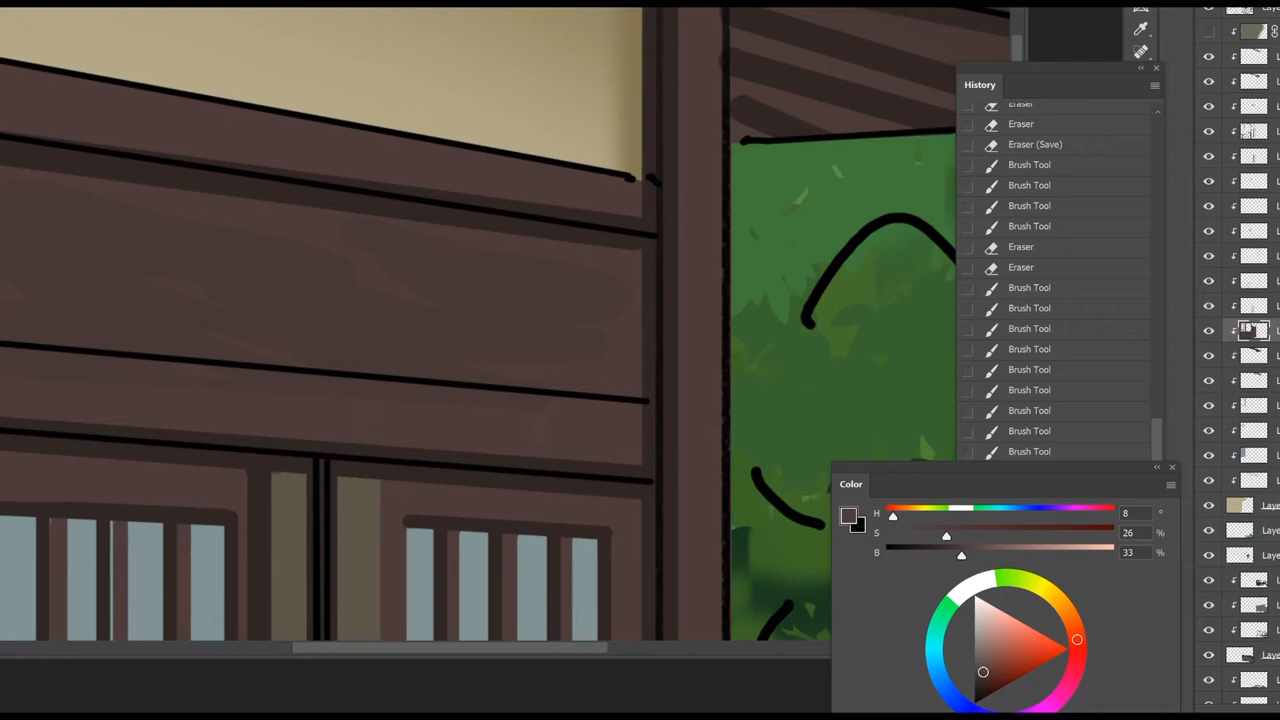 History
Eraser
Eraser
Eraser (Save)
Brush Tool
Brush Tool
Brush Tool
Brush Tool
Eraser
Eraser
Brush Tool
Brush Tool
Brush Tool
Brush Tool
Brush Tool
Brush Tool
Brush Tool
Brush Tool
Brush Tool
Color
H 8 °
S 26 %
B 33 %